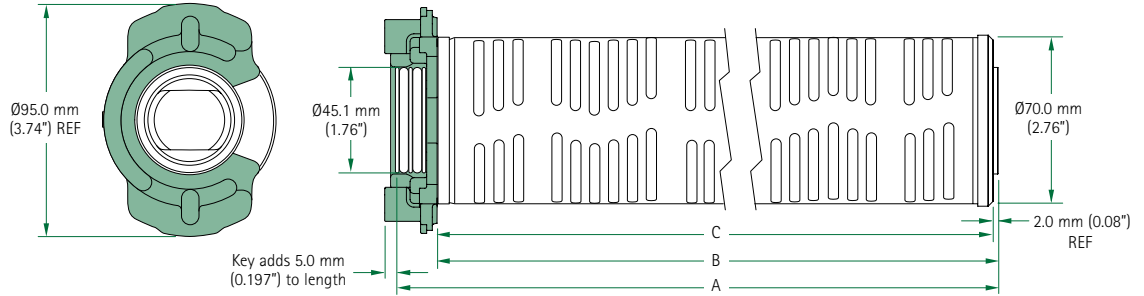 Ø95.0 mm
(3.74") REF
Ø45.1 mm
(1.76")
Ø70.0 mm
(2.76")
2.0 mm (0.08")
REF
C
B
A
Key adds 5.0 mm
(0.197") to length